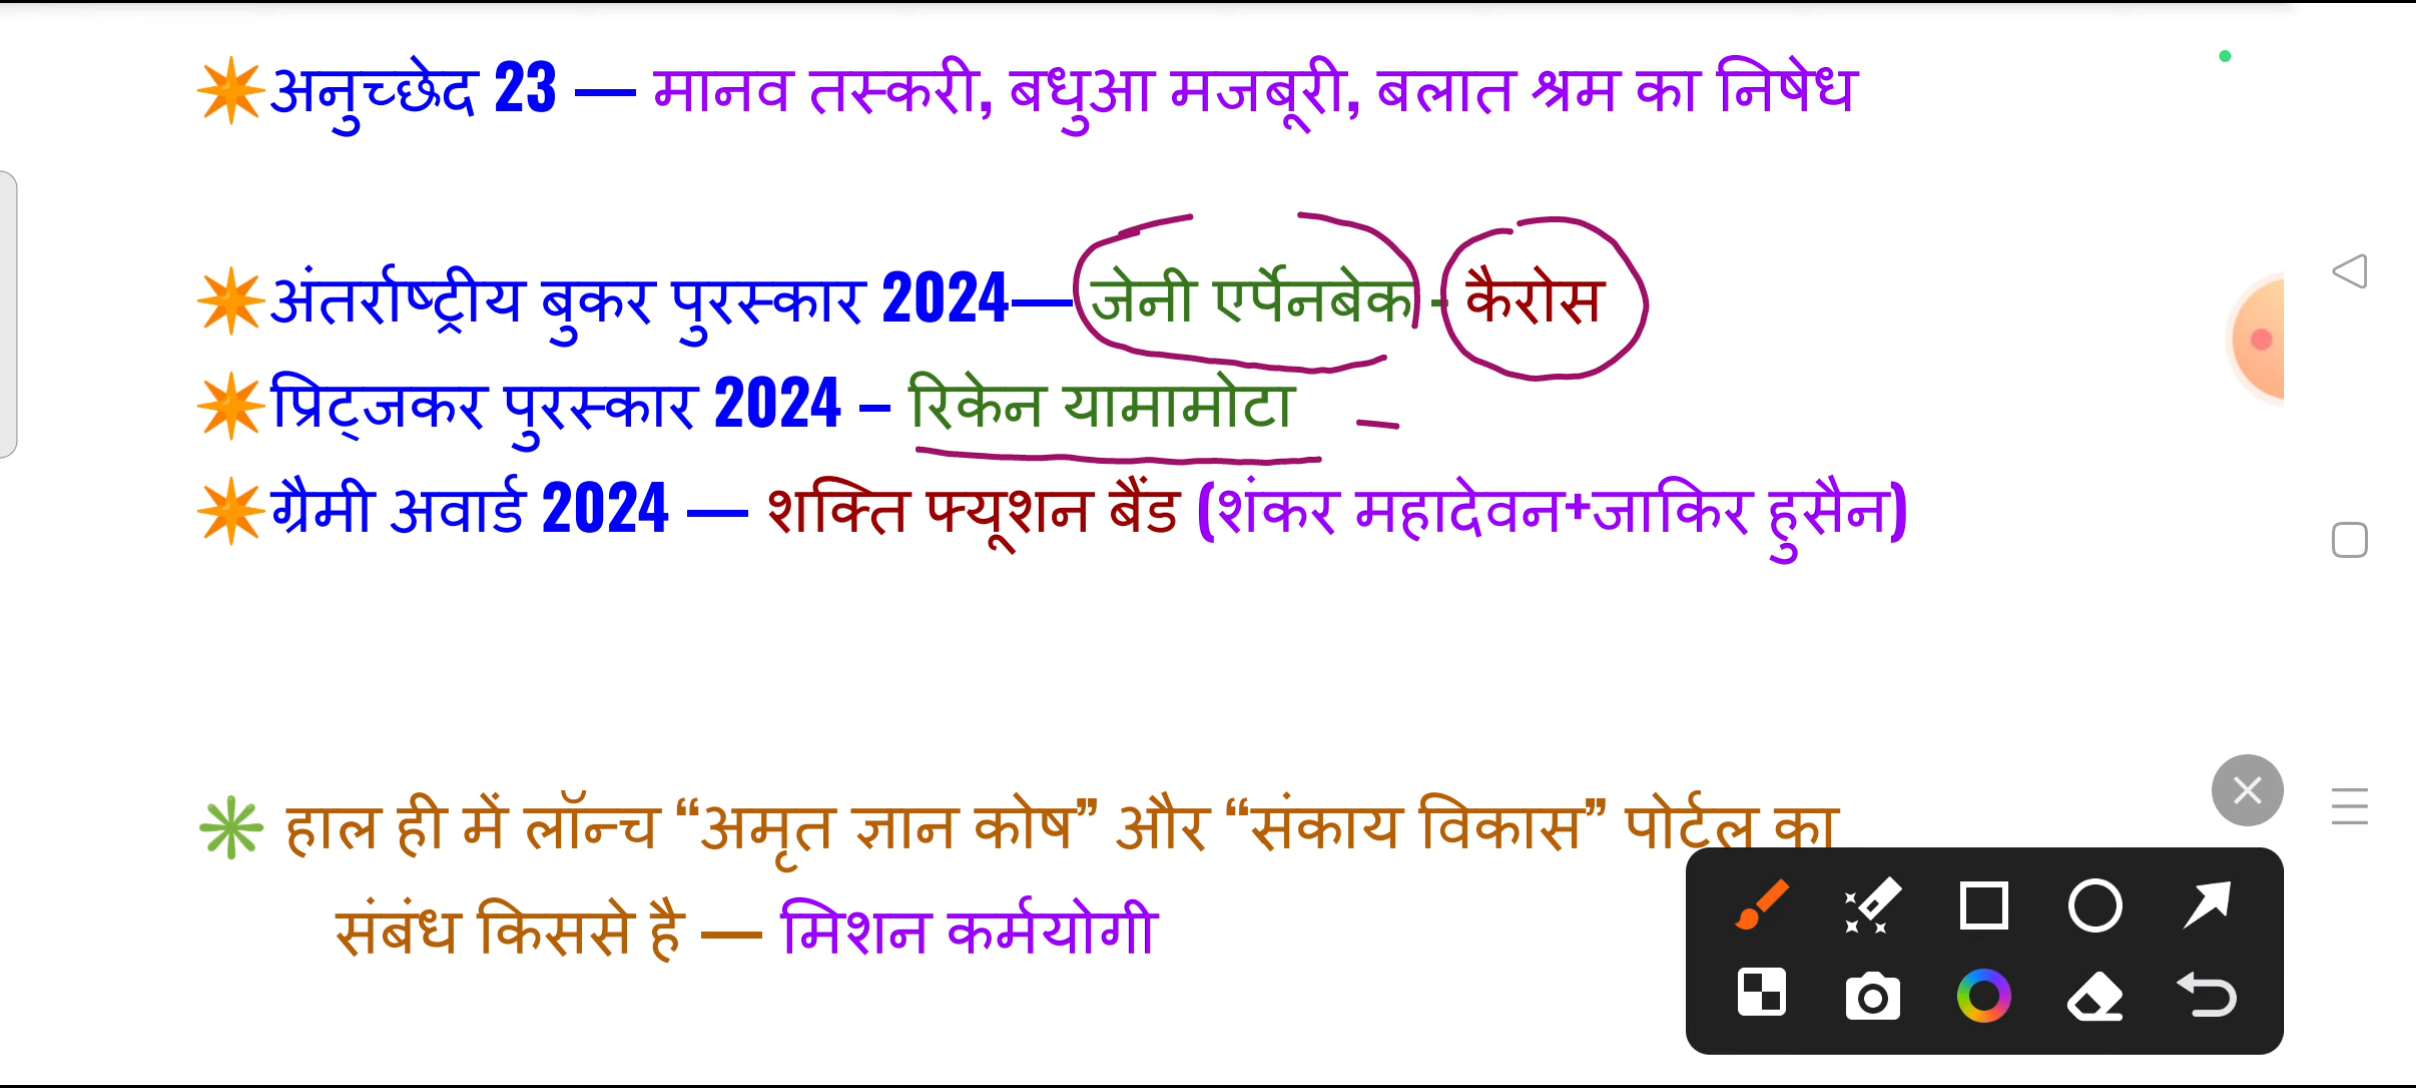 अनुच्छेद 23 — मानव तस्करी, बधुआ मजबूरी, बलात श्रम का निषेध
अंतर्राष्ट्रीय बुकर पुरस्कार 2024— जेनी एर्पेनबेक - कैरोस
प्रिट्जकर पुरस्कार 2024 – रिकेन यामामोटा
ग्रैमी अवार्ड 2024 — शक्ति फ्यूशन बैंड (शंकर महादेवन+जाकिर हुसैन)
हाल ही में लॉन्च “अमृत ज्ञान कोष” और “संकाय विकास” पोर्टल का
संबंध किससे है — मिशन कर्मयोगी